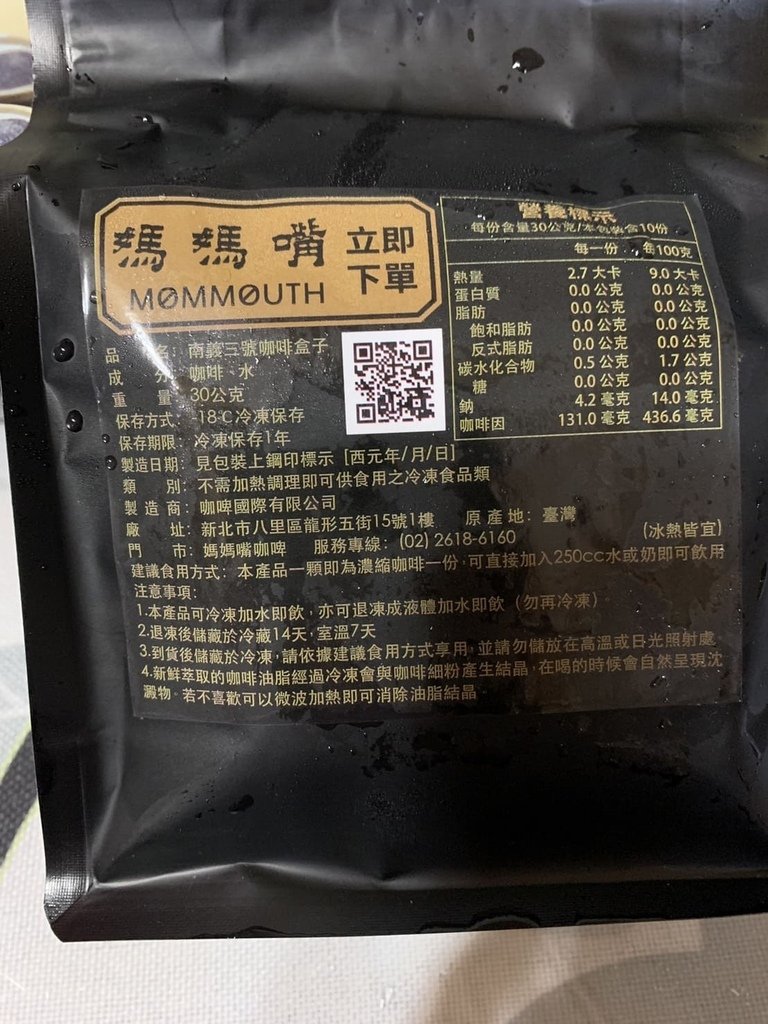 媽媽嘴 立即下單
MØMMØUTH
品名：南義三號咖啡盒子
成分：咖啡、水
重量：30公克
保存方式：-18℃冷凍保存
保存期限：冷凍保存1年
製造日期：見包裝上鋼印標示 [西元年/月/日]
類別：不需加熱調理即可供食用之冷凍食品類
製造商：咖啤國際有限公司
廠址：新北市八里區龍形五街15號1樓 原產地：臺灣
門市：媽媽嘴咖啤 服務專線：(02) 2618-6160 (冰熱皆宜)
建議食用方式：本產品一顆即為濃縮咖啡一份，可直接加入250cc水或奶即可飲用
注意事項：
1.本產品可冷凍加水即飲，亦可退凍成液體加水即飲（勿再冷凍）
2.退凍後儲藏於冷藏14天，室溫7天
3.到貨後儲藏於冷凍，請依據建議食用方式享用，並請勿儲放在高溫或日光照射處
4.新鮮萃取的咖啡油脂經過冷凍會與咖啡細粉產生結晶，在喝的時候會自然呈現沈
澱物。若不喜歡可以微波加熱即可消除油脂結晶
營養標示
每份含量30公克/本包裝含10份
每一份 每100克
熱量 2.7 大卡 9.0 大卡
蛋白質 0.0 公克 0.0 公克
脂肪 0.0 公克 0.0 公克
飽和脂肪 0.0 公克 0.0 公克
反式脂肪 0.0 公克 0.0 公克
碳水化合物 0.5 公克 1.7 公克
糖 0.0 公克 0.0 公克
鈉 4.2 毫克 14.0 毫克
咖啡因 131.0 毫克 436.6 毫克